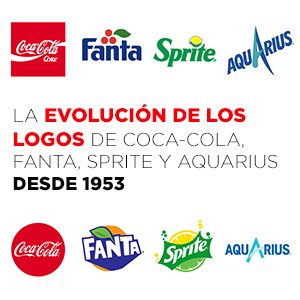 Coca-Cola Fanta Sprite AQUARIUS
Coke
LA EVOLUCIÓN DE LOS
LOGOS DE COCA-COLA,
FANTA, SPRITE Y AQUARIUS
DESDE 1953
Coca-Cola FANTA Sprite AQUARIUS